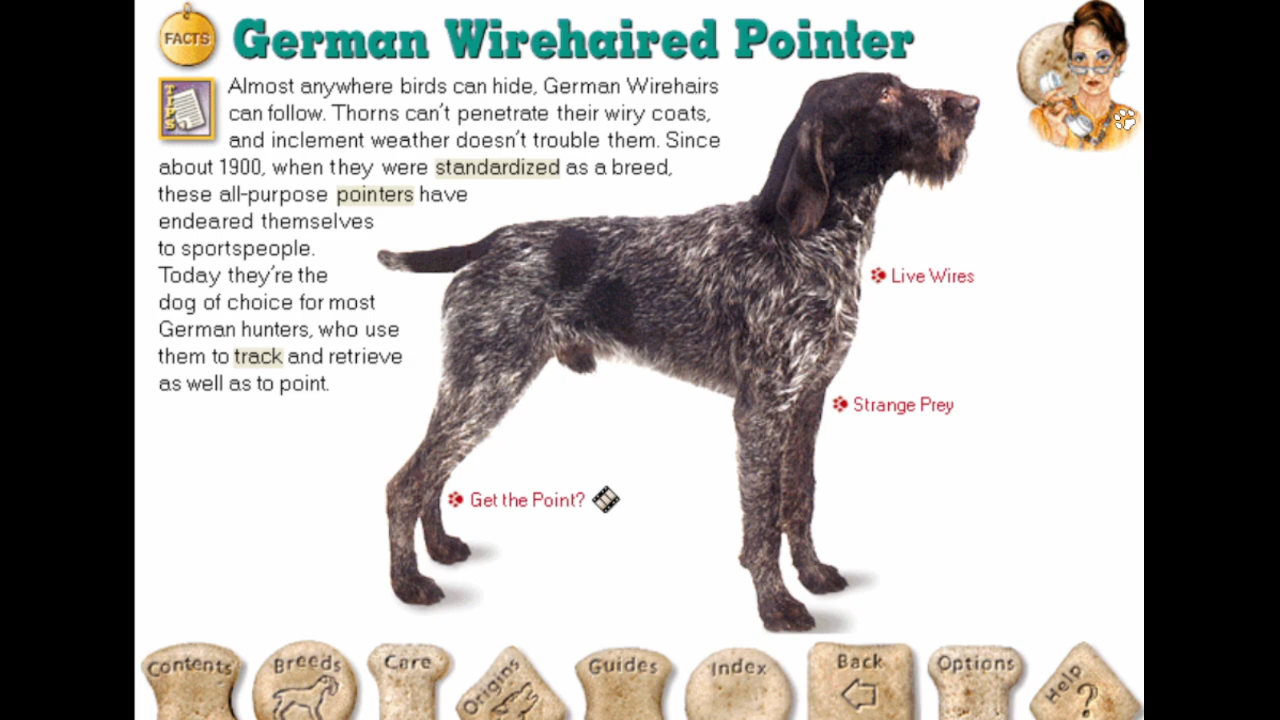 FACTS
German Wirehaired Pointer
TIPS
Almost anywhere birds can hide, German Wirehairs
can follow. Thorns can't penetrate their wiry coats,
and inclement weather doesn't trouble them. Since
about 1900, when they were standardized as a breed,
these all-purpose pointers have
endeared themselves
to sportspeople.
Today they're the
dog of choice for most
German hunters, who use
them to track and retrieve
as well as to point.
Live Wires
Strange Prey
Get the Point?
Contents
Breeds
Care
Origins
Guides
Index
Back
Options
Help
?